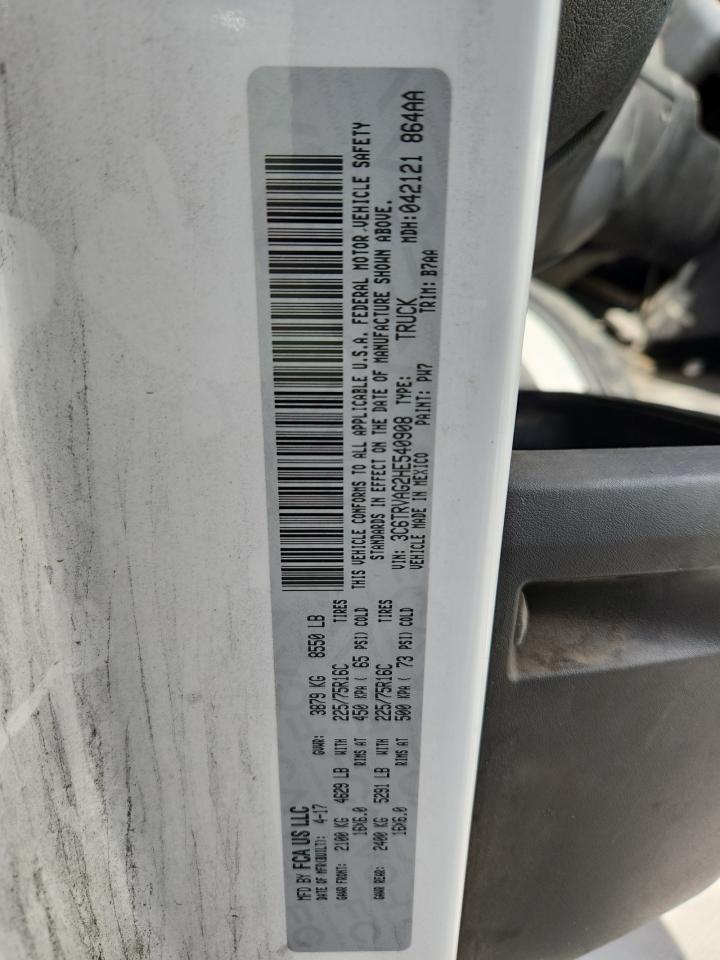 MFD BY FCA US LLC
DATE OF MFR(BUILT): 4-17 GVWR: 3879 KG 8550 LB
GAWR FRONT: 2100 KG 4629 LB WITH 225/75R16C TIRES
16X6.0 RIMS AT 450 KPA ( 65 PSI) COLD
GAWR REAR: 2400 KG 5291 LB WITH 225/75R16C TIRES
16X6.0 RIMS AT 500 KPA ( 73 PSI) COLD
THIS VEHICLE CONFORMS TO ALL APPLICABLE U.S.A. FEDERAL MOTOR VEHICLE SAFETY
STANDARDS IN EFFECT ON THE DATE OF MANUFACTURE SHOWN ABOVE.
VIN: 3C6TRVAG2HE540908 TYPE: TRUCK MDH:042121 864AA
VEHICLE MADE IN MEXICO PAINT: PW7 TRIM: B7AA